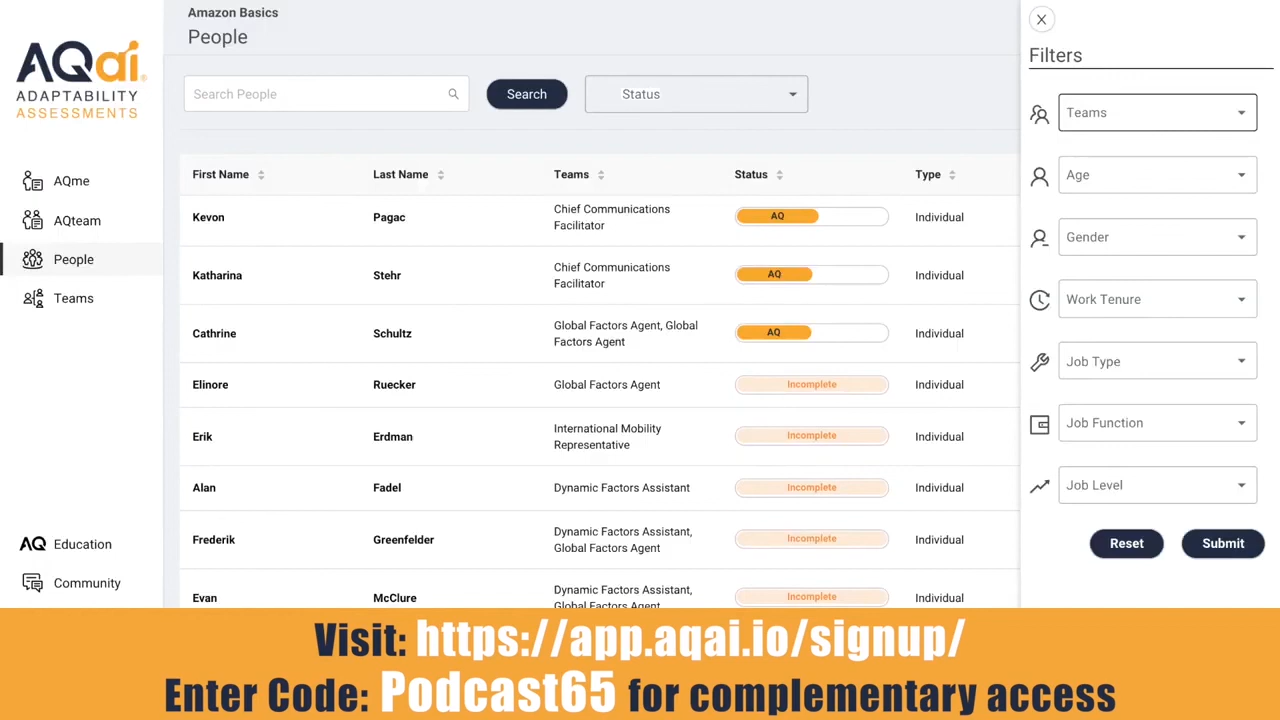 AQai
ADAPTABILITY
ASSESSMENTS
AQme
AQteam
People
Teams
AQ Education
Community
Amazon Basics
People
Search People
Search
Status
First Name
Last Name
Teams
Status
Type
Kevon
Pagac
Chief Communications
Facilitator
AQ
Individual
Katharina
Stehr
Chief Communications
Facilitator
AQ
Individual
Cathrine
Schultz
Global Factors Agent, Global
Factors Agent
AQ
Individual
Elinore
Ruecker
Global Factors Agent
Incomplete
Individual
Erik
Erdman
International Mobility
Representative
Incomplete
Individual
Alan
Fadel
Dynamic Factors Assistant
Incomplete
Individual
Frederik
Greenfelder
Dynamic Factors Assistant,
Global Factors Agent
Incomplete
Individual
Evan
McClure
Dynamic Factors Assistant,
Global Factors Agent
Incomplete
Individual
Filters
Teams
Age
Gender
Work Tenure
Job Type
Job Function
Job Level
Reset
Submit
Visit: https://app.aqai.io/signup/
Enter Code: Podcast65 for complementary access